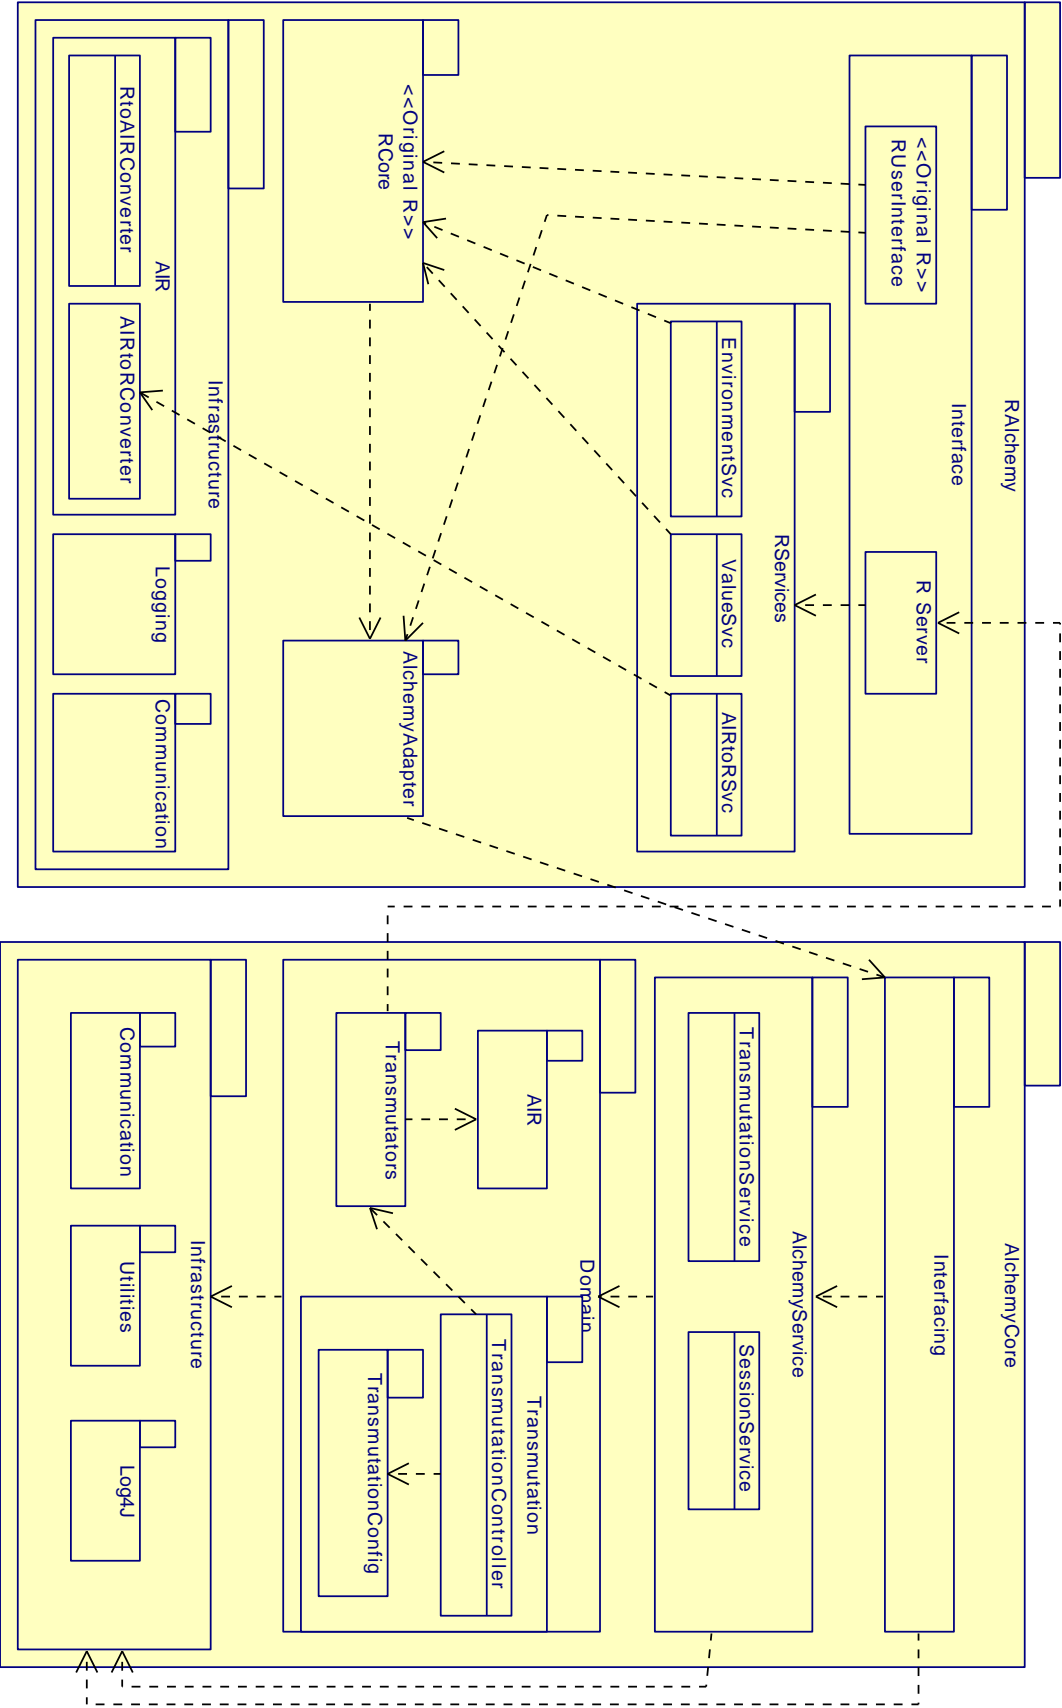 RAlchemy
Interface
<<Original R>>
RUserInterface
R Server
RServices
EnvironmentSvc
ValueSvc
AIRtoRSvc
<<Original R>>
RCore
AlchemyAdapter
Infrastructure
AIR
RtoAIRConverter
AIRtoRConverter
Logging
Communication
AlchemyCore
Interfacing
AlchemyService
TransmutationService
SessionService
Domain
AIR
Transmutators
Transmutation
TransmutationController
TransmutationConfig
Infrastructure
Communication
Utilities
Log4J